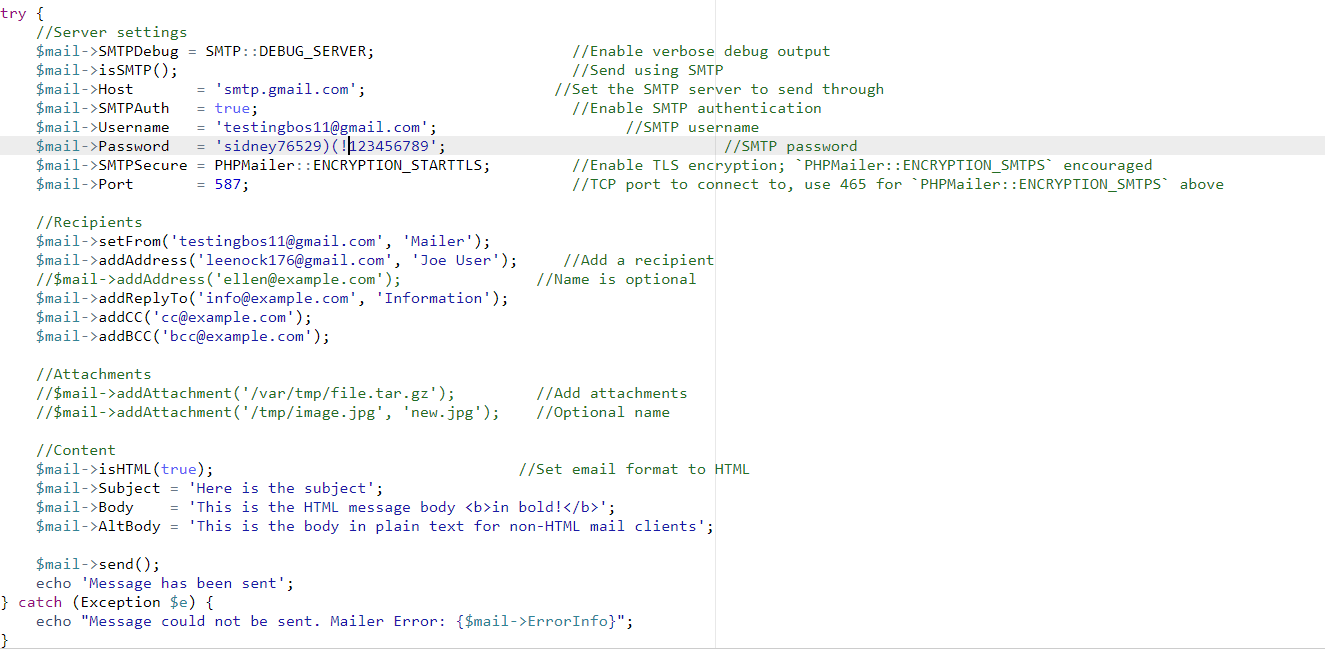 try {
    //Server settings
    $mail->SMTPDebug = SMTP::DEBUG_SERVER;                      //Enable verbose debug output
    $mail->isSMTP();                                            //Send using SMTP
    $mail->Host       = 'smtp.gmail.com';                     //Set the SMTP server to send through
    $mail->SMTPAuth   = true;                                   //Enable SMTP authentication
    $mail->Username   = 'testingbos11@gmail.com';                     //SMTP username
    $mail->Password   = 'sidney76529)(!123456789';                               //SMTP password
    $mail->SMTPSecure = PHPMailer::ENCRYPTION_STARTTLS;         //Enable TLS encryption; `PHPMailer::ENCRYPTION_SMTPS` encouraged
    $mail->Port       = 587;                                    //TCP port to connect to, use 465 for `PHPMailer::ENCRYPTION_SMTPS` above
    //Recipients
    $mail->setFrom('testingbos11@gmail.com', 'Mailer');
    $mail->addAddress('leenock176@gmail.com', 'Joe User');     //Add a recipient
    //$mail->addAddress('ellen@example.com');               //Name is optional
    $mail->addReplyTo('info@example.com', 'Information');
    $mail->addCC('cc@example.com');
    $mail->addBCC('bcc@example.com');
    //Attachments
    //$mail->addAttachment('/var/tmp/file.tar.gz');         //Add attachments
    //$mail->addAttachment('/tmp/image.jpg', 'new.jpg');    //Optional name
    //Content
    $mail->isHTML(true);                                  //Set email format to HTML
    $mail->Subject = 'Here is the subject';
    $mail->Body    = 'This is the HTML message body <b>in bold!</b>';
    $mail->AltBody = 'This is the body in plain text for non-HTML mail clients';
    $mail->send();
    echo 'Message has been sent';
} catch (Exception $e) {
    echo "Message could not be sent. Mailer Error: {$mail->ErrorInfo}";
}